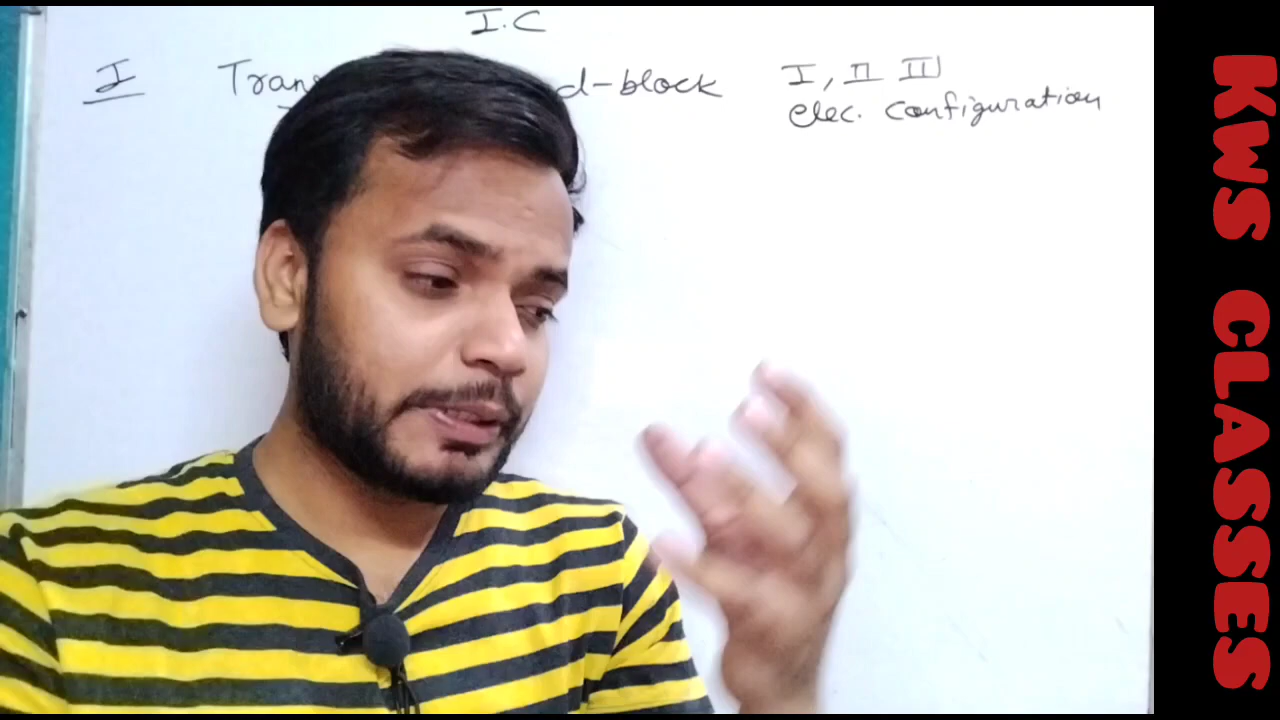 I.C
I Trans d-block I, II III
elec. configuration
KWS CLASSES